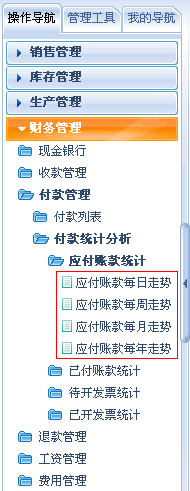 操作导航 管理工具 我的导航
销售管理
库存管理
生产管理
财务管理
现金银行
收款管理
付款管理
付款列表
付款统计分析
应付账款统计
应付账款每日走势
应付账款每周走势
应付账款每月走势
应付账款每年走势
已付账款统计
待开发票统计
已开发票统计
退款管理
工资管理
费用管理